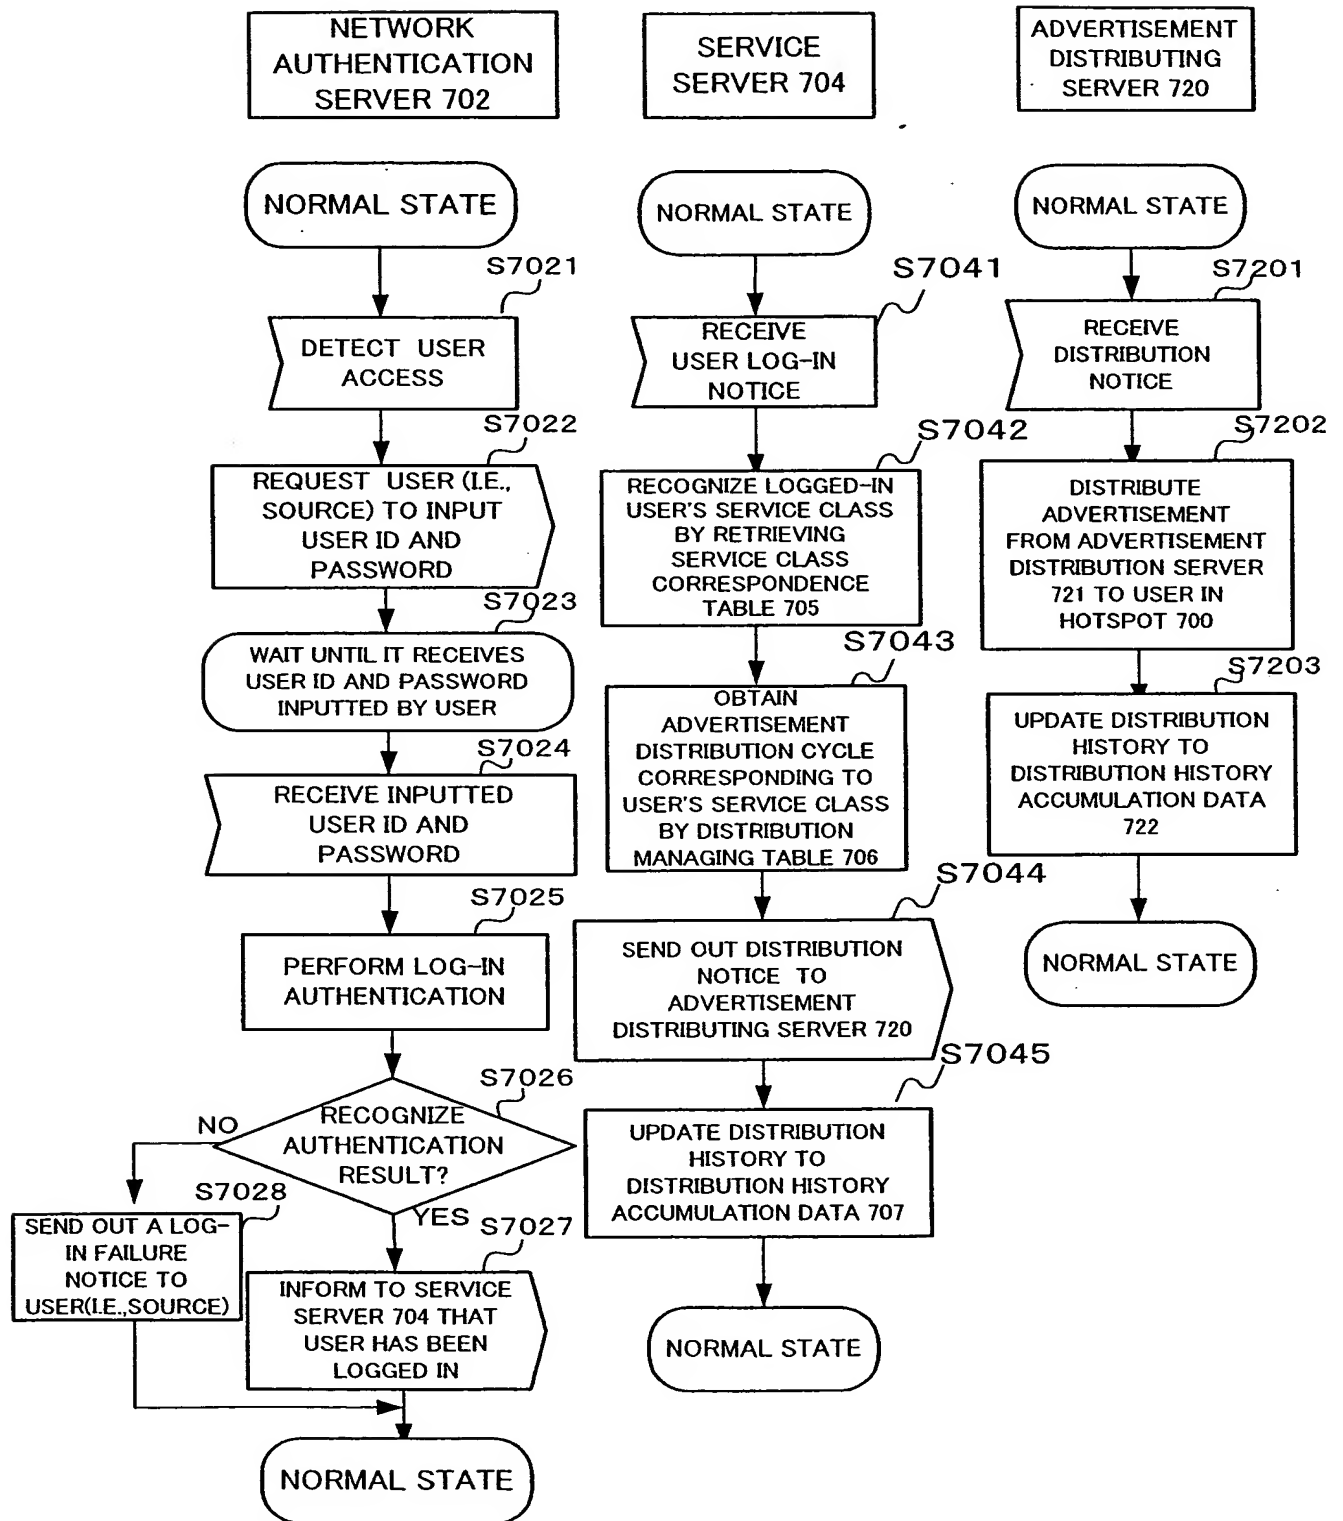 NETWORK
AUTHENTICATION
SERVER 702
SERVICE
SERVER 704
ADVERTISEMENT
DISTRIBUTING
SERVER 720
NORMAL STATE
S7021
DETECT USER
ACCESS
S7022
REQUEST USER (I.E.,
SOURCE) TO INPUT
USER ID AND
PASSWORD
S7023
WAIT UNTIL IT RECEIVES
USER ID AND PASSWORD
INPUTTED BY USER
S7024
RECEIVE INPUTTED
USER ID AND
PASSWORD
S7025
PERFORM LOG-IN
AUTHENTICATION
S7026
RECOGNIZE
AUTHENTICATION
RESULT?
NO
YES
S7028
SEND OUT A LOG-
IN FAILURE
NOTICE TO
USER(I.E.,SOURCE)
S7027
INFORM TO SERVICE
SERVER 704 THAT
USER HAS BEEN
LOGGED IN
NORMAL STATE
NORMAL STATE
S7041
RECEIVE
USER LOG-IN
NOTICE
S7042
RECOGNIZE LOGGED-IN
USER'S SERVICE CLASS
BY RETRIEVING
SERVICE CLASS
CORRESPONDENCE
TABLE 705
S7043
OBTAIN
ADVERTISEMENT
DISTRIBUTION CYCLE
CORRESPONDING TO
USER'S SERVICE CLASS
BY DISTRIBUTION
MANAGING TABLE 706
S7044
SEND OUT DISTRIBUTION
NOTICE TO
ADVERTISEMENT
DISTRIBUTING SERVER 720
S7045
UPDATE DISTRIBUTION
HISTORY TO
DISTRIBUTION HISTORY
ACCUMULATION DATA 707
NORMAL STATE
NORMAL STATE
S7201
RECEIVE
DISTRIBUTION
NOTICE
S7202
DISTRIBUTE
ADVERTISEMENT
FROM ADVERTISEMENT
DISTRIBUTION SERVER
721 TO USER IN
HOTSPOT 700
S7203
UPDATE DISTRIBUTION
HISTORY TO
DISTRIBUTION HISTORY
ACCUMULATION DATA
722
NORMAL STATE